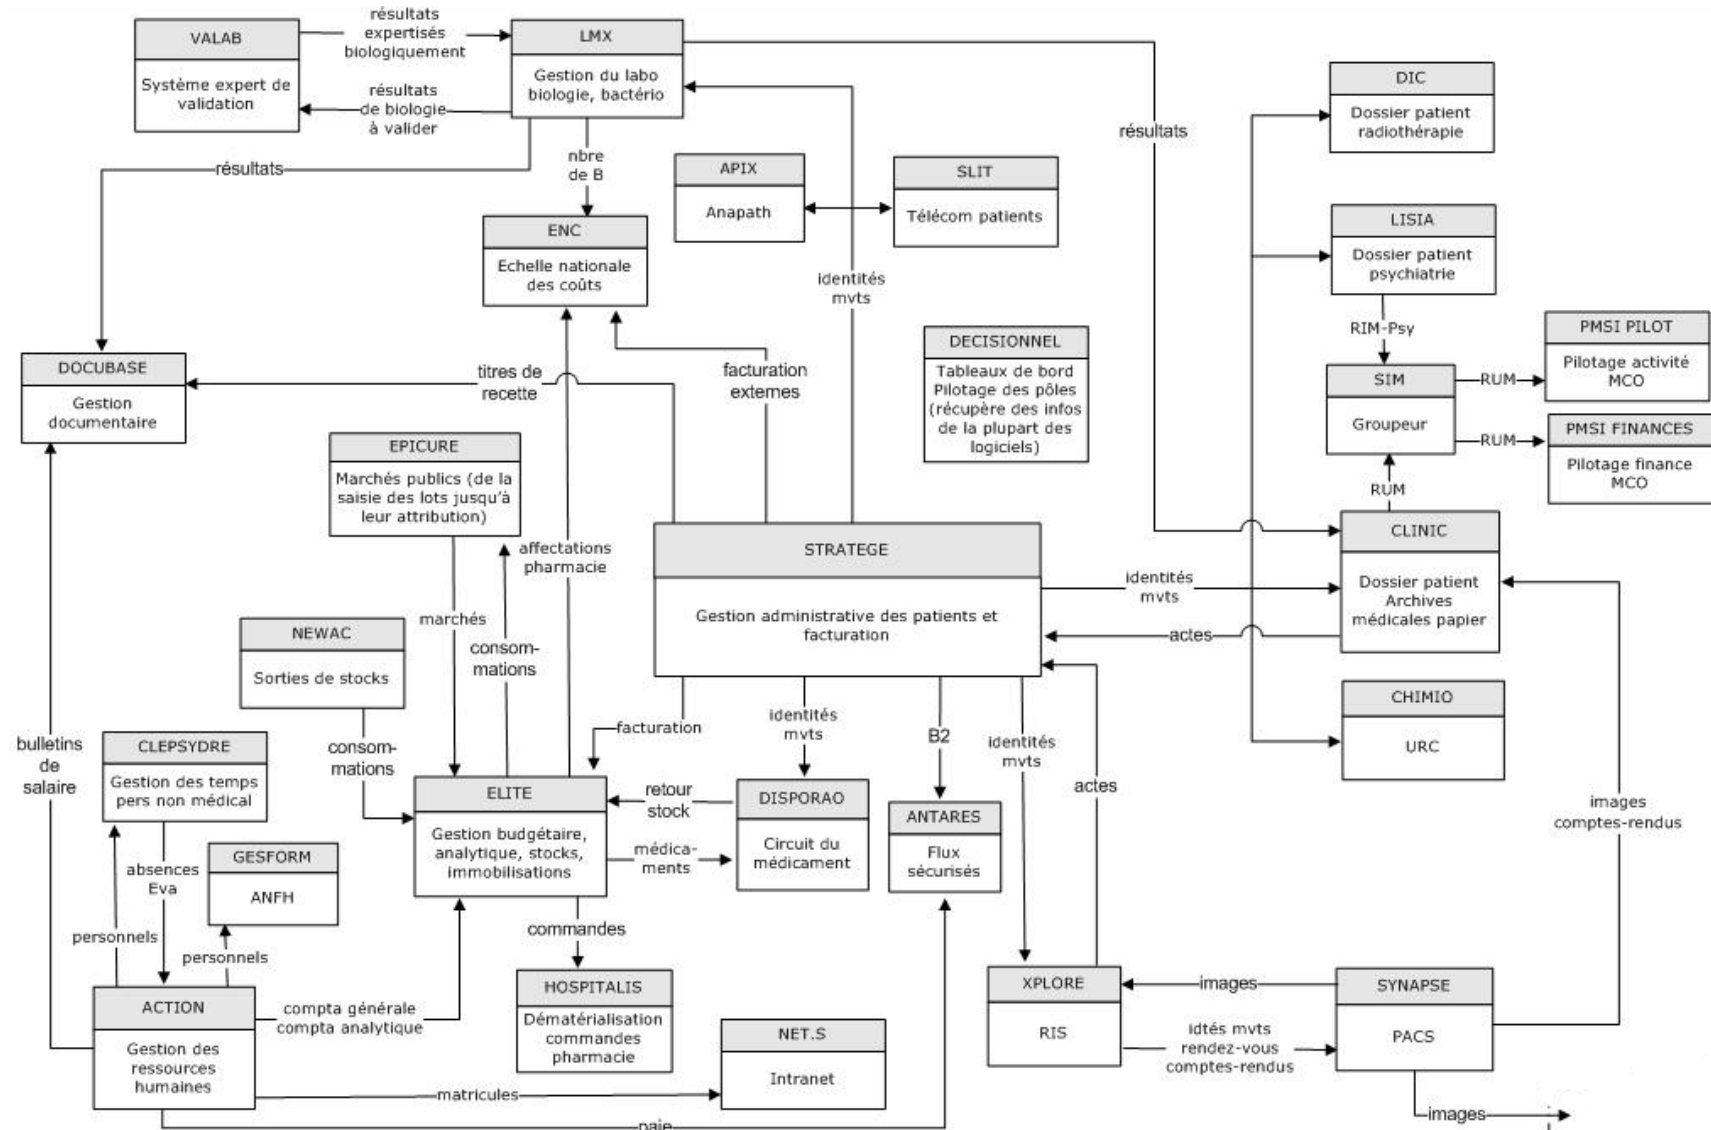 résultats
expertisés
biologiquement
VALAB
Système expert de
validation
résultats
de biologie
à valider
LMX
Gestion du labo
biologie, bactério
résultats
DIC
Dossier patient
radiothérapie
résultats
nbre
de B
APIX
Anapath
SLIT
Télécom patients
LISIA
Dossier patient
psychiatrie
ENC
Echelle nationale
des coûts
identités
mvts
RIM-Psy
PMSI PILOT
Pilotage activité
MCO
DOCUBASE
Gestion
documentaire
titres de
recette
facturation
externes
DECISIONNEL
Tableaux de bord
Pilotage des pôles
(récupère des infos
de la plupart des
logiciels)
SIM
Groupeur
RUM
RUM
PMSI FINANCES
Pilotage finance
MCO
EPICURE
Marchés publics (de la
saisie des lots jusqu'à
leur attribution)
RUM
affectations
pharmacie
STRATEGE
Gestion administrative des patients et
facturation
identités
mvts
actes
CLINIC
Dossier patient
Archives
médicales papier
NEWAC
Sorties de stocks
marchés
consom-
mations
CHIMIO
URC
bulletins
de
salaire
CLEPSYDRE
Gestion des temps
pers non médical
consom-
mations
facturation
identités
mvts
B2
identités
mvts
actes
images
comptes-rendus
ELITE
Gestion budgétaire,
analytique, stocks,
immobilisations
retour
stock
médica-
ments
DISPORAO
Circuit du
médicament
ANTARES
Flux
sécurisés
absences
Eva
GESFORM
ANFH
personnels
personnels
commandes
ACTION
Gestion des
ressources
humaines
compta générale
compta analytique
HOSPITALIS
Dématérialisation
commandes
pharmacie
NET.S
Intranet
XPLORE
RIS
images
idtés mvts
rendez-vous
comptes-rendus
SYNAPSE
PACS
matricules
paie
images